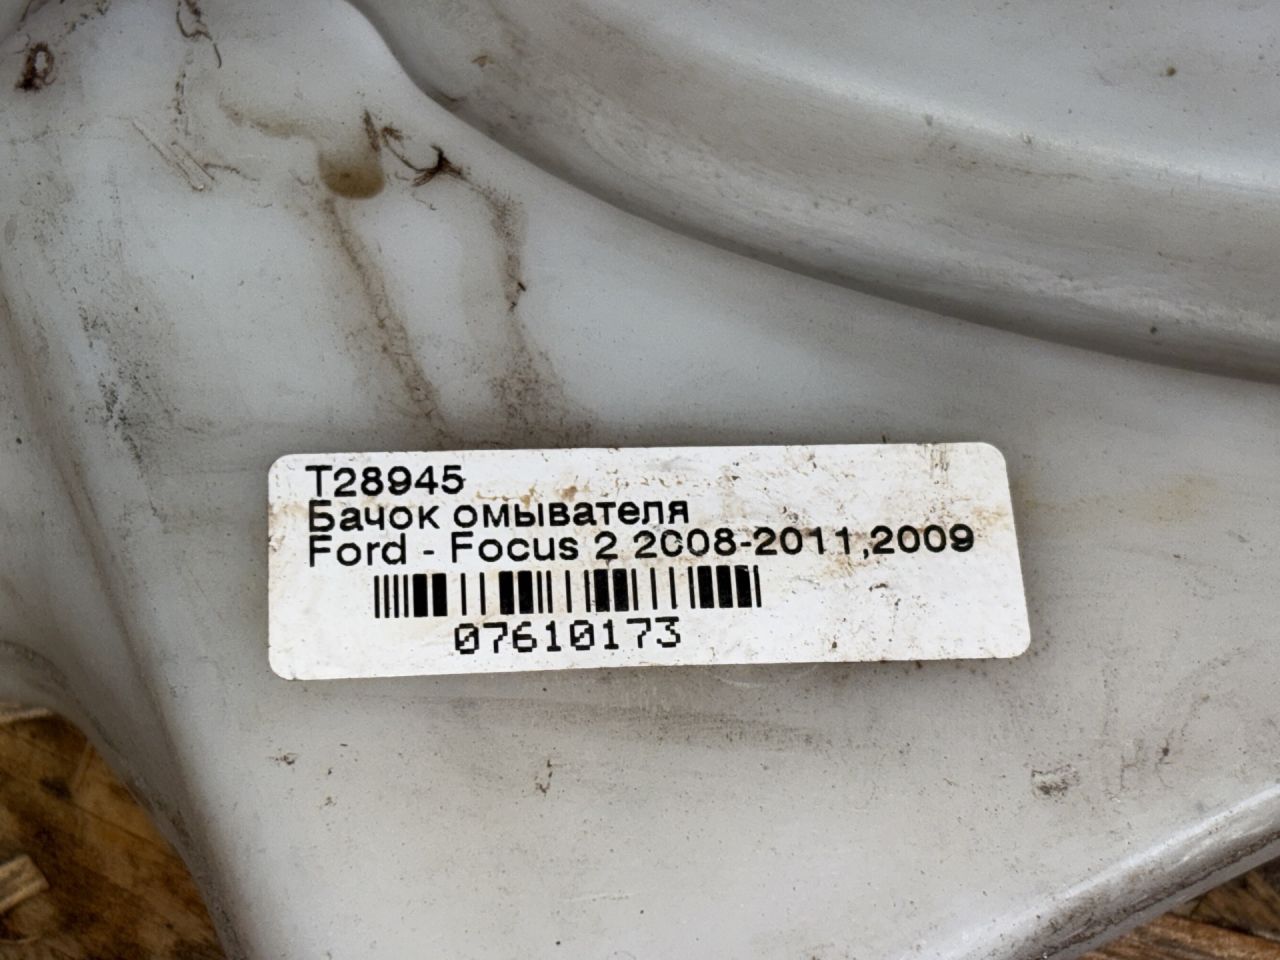 T28945
Бачок омывателя
Ford - Focus 2 2008-2011,2009
07610173